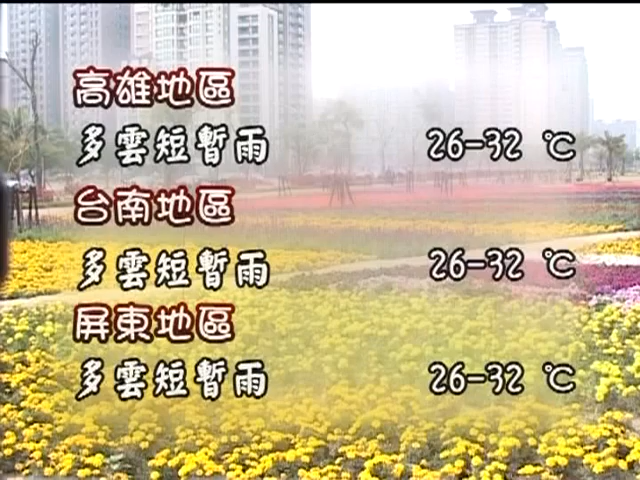 高雄地區
多雲短暫雨 26-32 ℃
台南地區
多雲短暫雨 26-32 ℃
屏東地區
多雲短暫雨 26-32 ℃